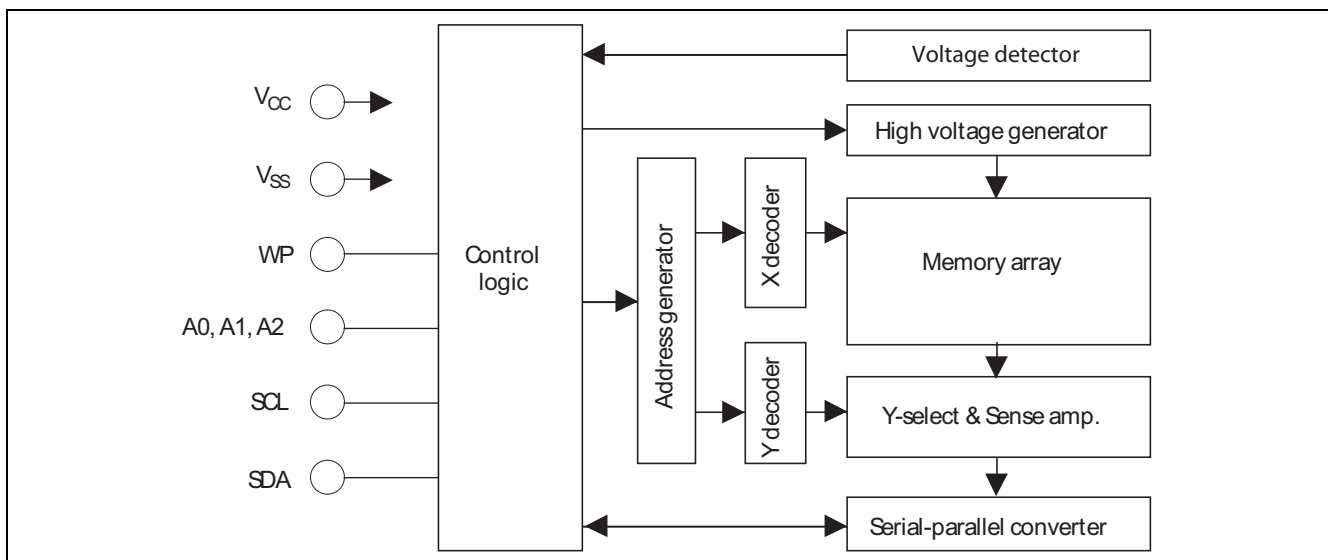 Voltage detector
VCC
High voltage generator
VSS
Control
logic
Address generator
X decoder
Memory array
WP
A0, A1, A2
SCL
Y decoder
Y-select & Sense amp.
SDA
Serial-parallel converter